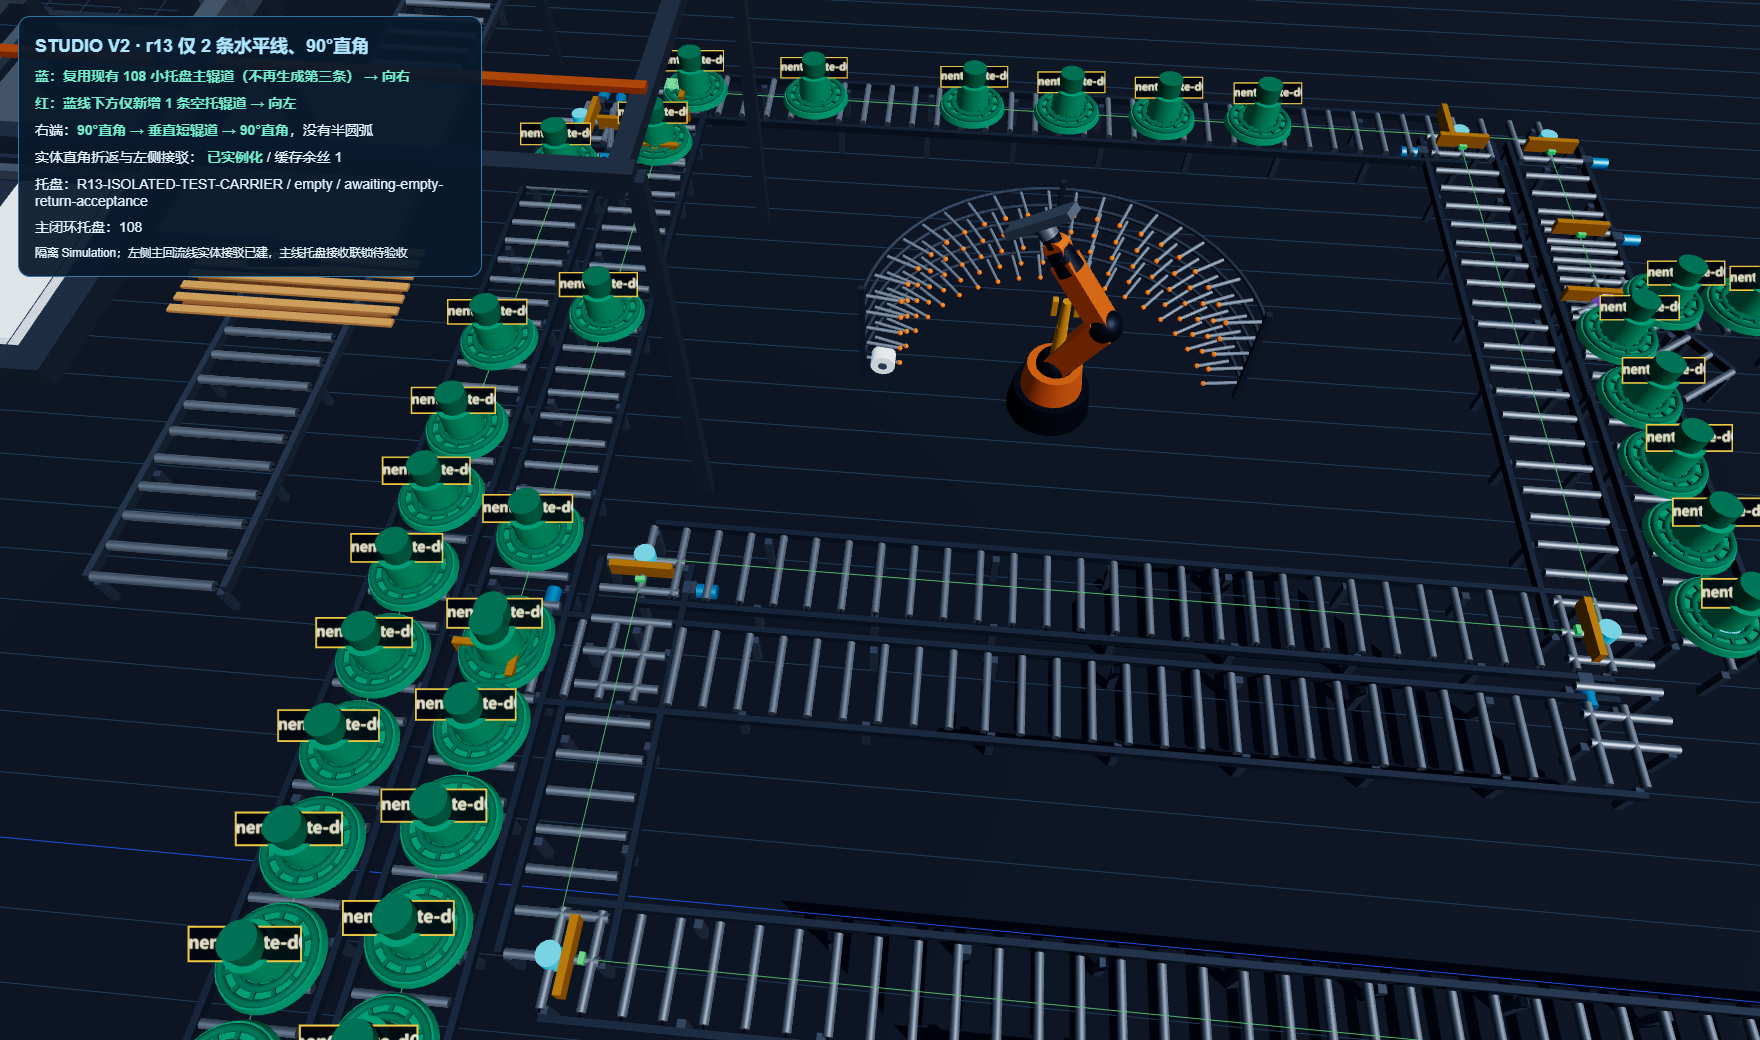 STUDIO V2 · r13 仅 2 条水平线、90°直角
蓝：复用现有 108 小托盘主辊道（不再生成第三条） → 向右
红：蓝线下方仅新增 1 条空托辊道 → 向左
右端：90°直角 → 垂直短辊道 → 90°直角，没有半圆弧
实体直角折返与左侧接驳： 已实例化 / 缓存余丝 1
托盘：R13-ISOLATED-TEST-CARRIER / empty / awaiting-empty-
return-acceptance
主闭环托盘：108
隔离 Simulation；左侧主回流线实体接驳已建，主线托盘接收联锁待验收